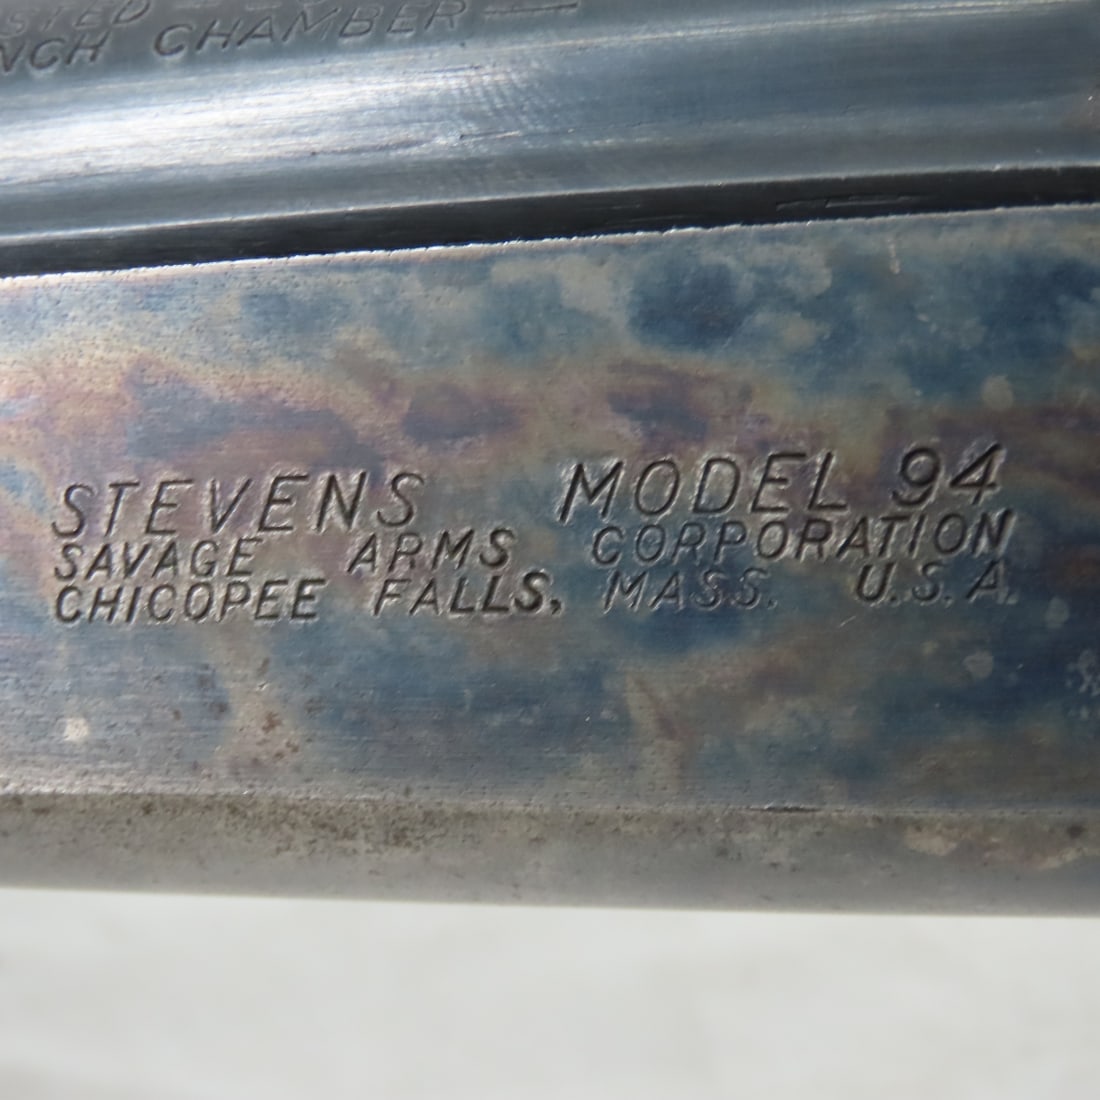 CHAMBER
STEVENS MODEL 94
SAVAGE ARMS CORPORATION
CHICOPEE FALLS, MASS. U.S.A.